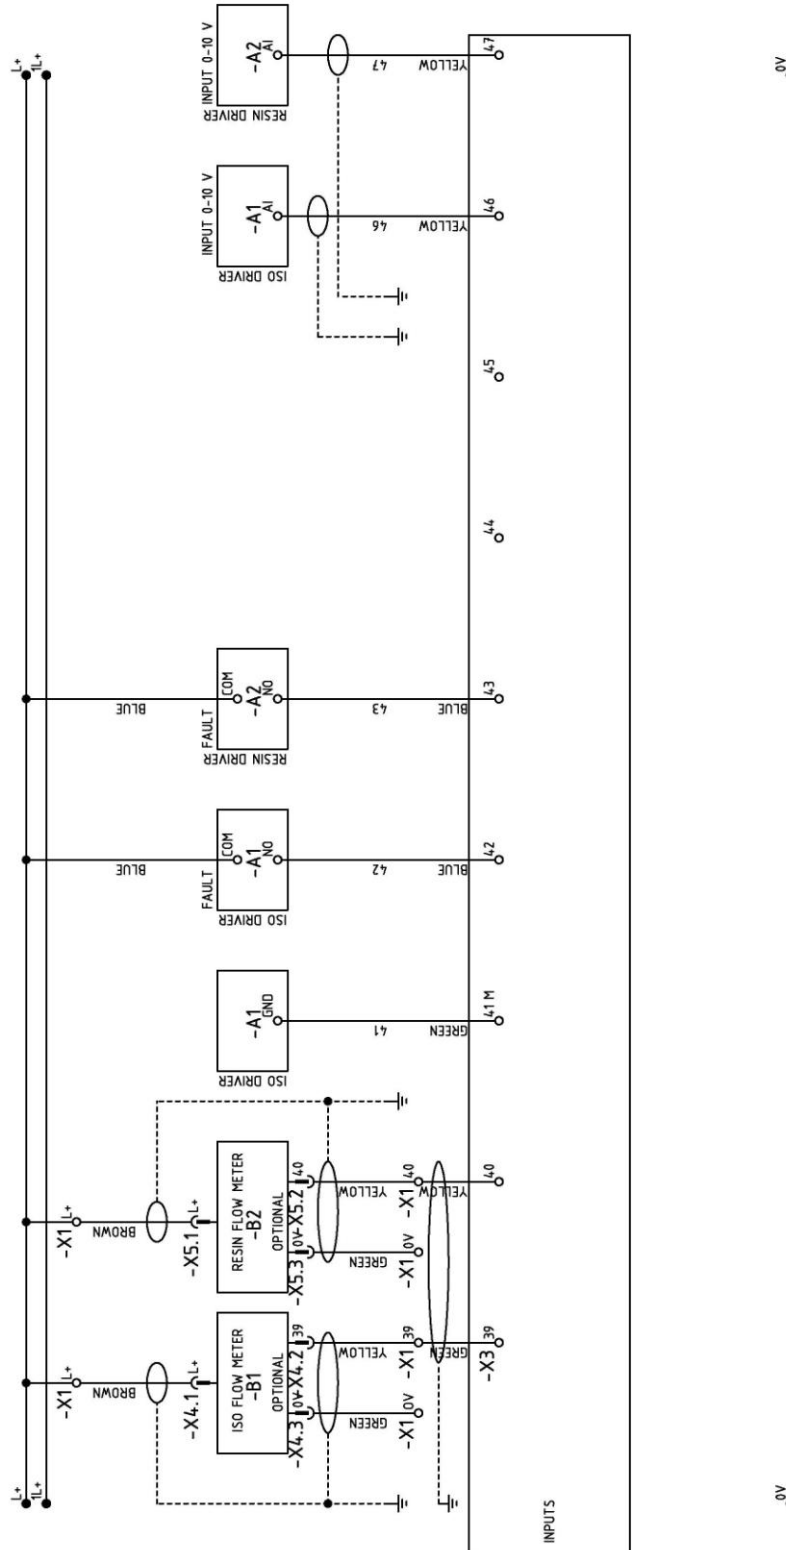 L+
1L+
INPUT 0-10 V
-A2
AI
RESIN DRIVER
47
YELLOW
47
0V
INPUT 0-10 V
-A1
AI
ISO DRIVER
46
YELLOW
46
45
44
BLUE
FAULT
COM
-A2
NO
RESIN DRIVER
43
BLUE
43
BLUE
FAULT
COM
-A1
NO
ISO DRIVER
42
BLUE
42
-A1
GND
ISO DRIVER
41
GREEN
41 M
-X1 L+
BROWN
-X5.1 L+
RESIN FLOW METER
-B2
OPTIONAL
-X5.2 40
YELLOW
-X1 40
YELLOW
40
-X5.3 0V
GREEN
-X1 0V
-X1 L+
BROWN
-X4.1 L+
ISO FLOW METER
-B1
OPTIONAL
-X4.2 39
YELLOW
-X1 39
GREEN
-X3 39
-X4.3 0V
GREEN
-X1 0V
L+
1L+
INPUTS
0V